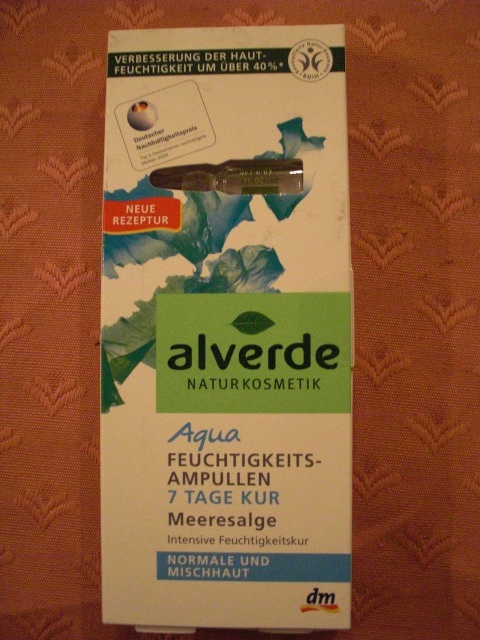 VERBESSERUNG DER HAUT-
FEUCHTIGKEIT UM ÜBER 40%*
BDIH
Deutscher
Nachhaltigkeitspreis
NEUE
REZEPTUR
alverde
NATURKOSMETIK
Aqua
FEUCHTIGKEITS-
AMPULLEN
7 TAGE KUR
Meeresalge
Intensive Feuchtigkeitskur
NORMALE UND
MISCHHAUT
dm